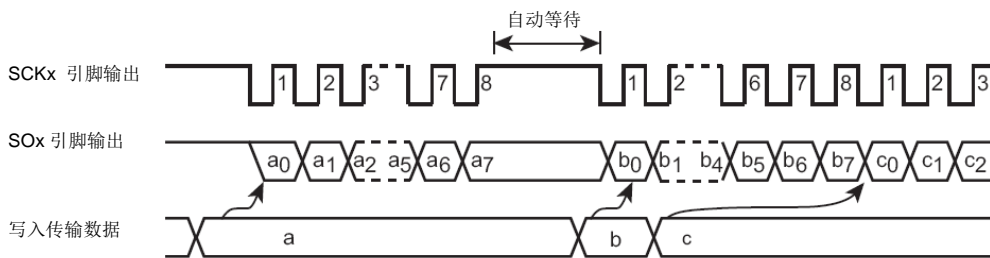 自动等待
SCKx 引脚输出
1 2 3 7 8 1 2 6 7 8 1 2 3
SOx 引脚输出
a0 a1 a2 a5 a6 a7 b0 b1 b4 b5 b6 b7 c0 c1 c2
写入传输数据
a b c